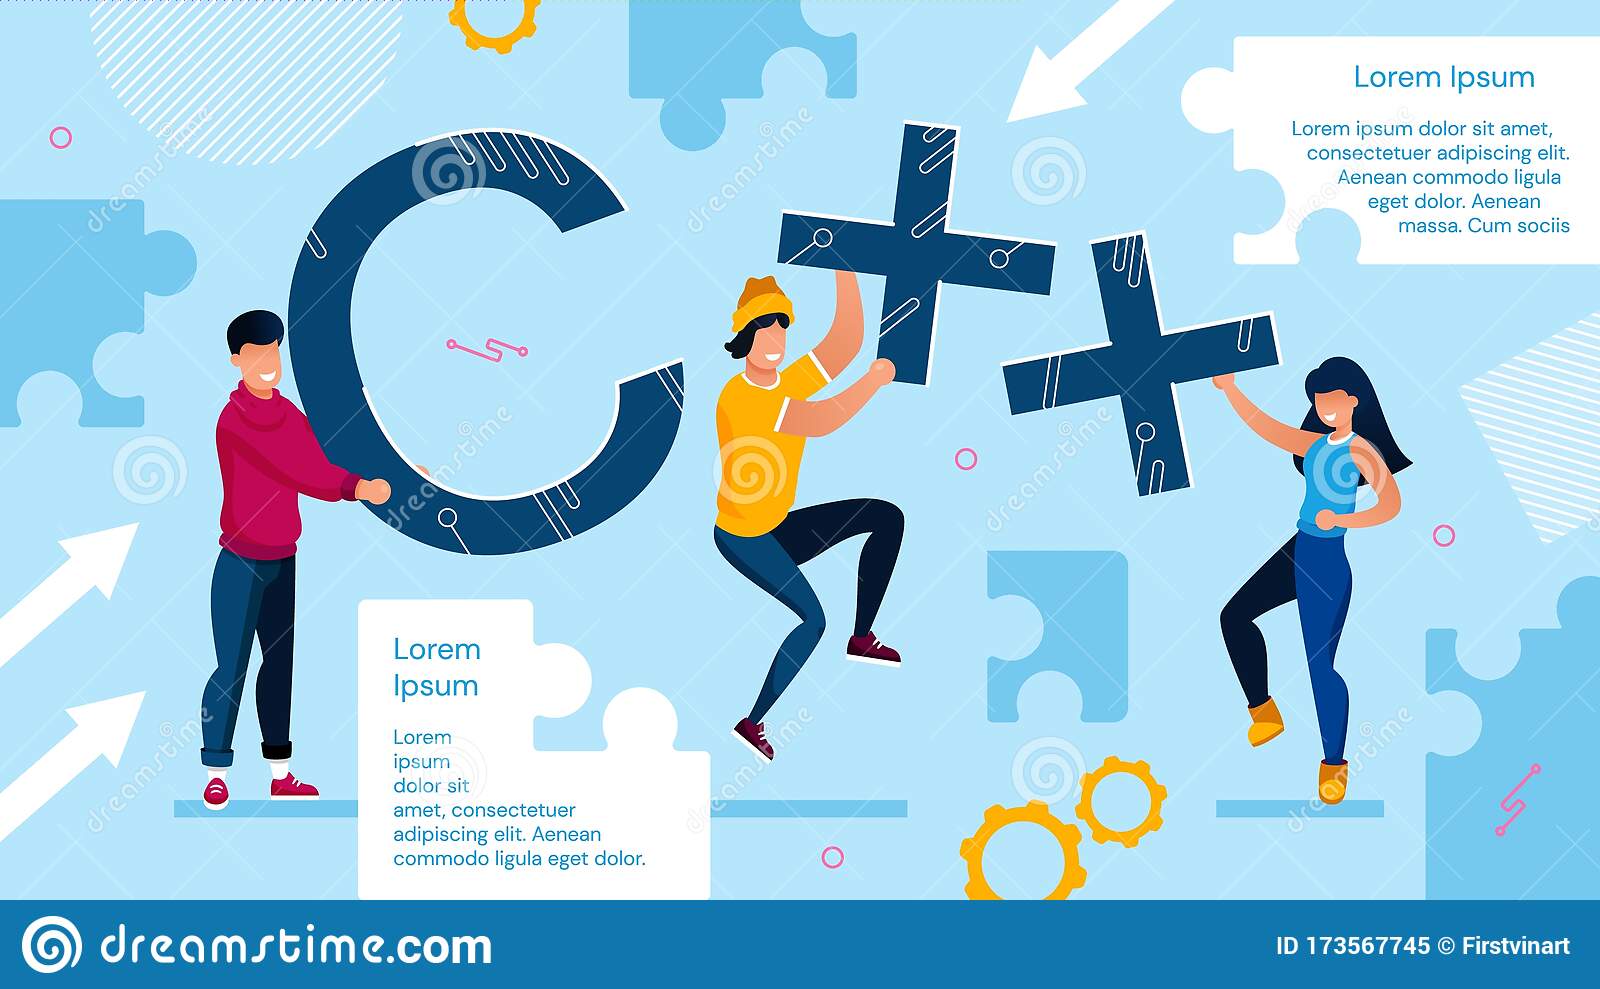 C++
Lorem Ipsum
Lorem ipsum dolor sit amet,
consectetuer adipiscing elit.
Aenean commodo ligula
eget dolor. Aenean
massa. Cum sociis
Lorem
Ipsum
Lorem
ipsum
dolor sit
amet, consectetuer
adipiscing elit. Aenean
commodo ligula eget dolor.
dreamstime.com
ID 173567745 © Firstvinart